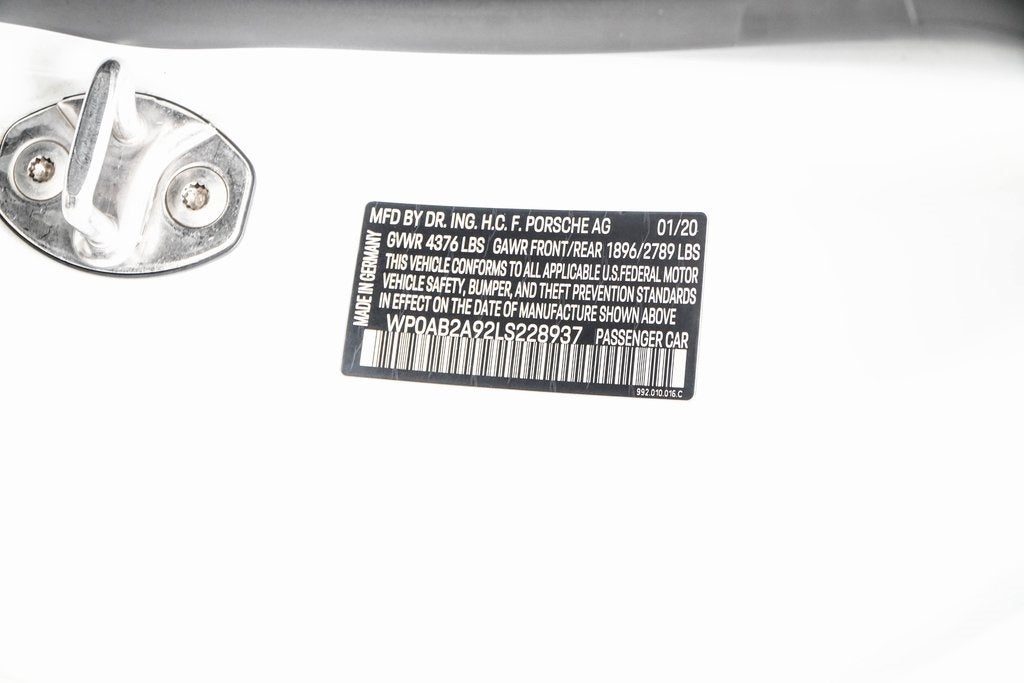 MFD BY DR. ING. H.C. F. PORSCHE AG 01/20
GVWR 4376 LBS GAWR FRONT/REAR 1896/2789 LBS
THIS VEHICLE CONFORMS TO ALL APPLICABLE U.S.FEDERAL MOTOR
VEHICLE SAFETY, BUMPER, AND THEFT PREVENTION STANDARDS
IN EFFECT ON THE DATE OF MANUFACTURE SHOWN ABOVE
WP0AB2A92LS228937 PASSENGER CAR
992.010.016.C
MADE IN GERMANY